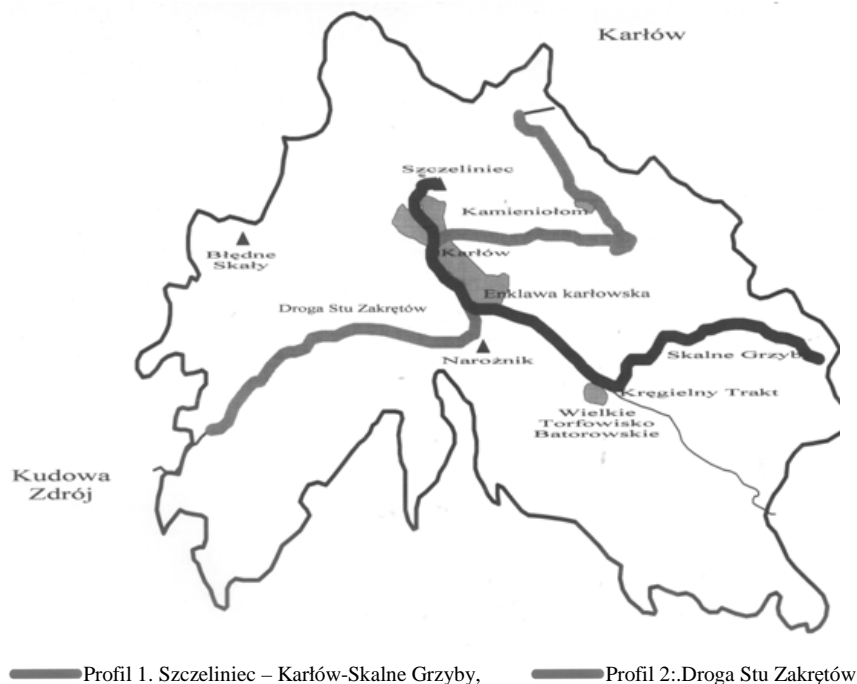 Karłów
Szczeliniec
Kamieniołom
Błędne
Skały
Karłów
Enklawa karłowska
Droga Stu Zakrętów
Narożnik
Skalne Grzyb
Kręgielny Trakt
Wielkie
Torfowisko
Batorowskie
Kudowa
Zdrój
Profil 1. Szczeliniec – Karłów-Skalne Grzyby,
Profil 2:.Droga Stu Zakrętów